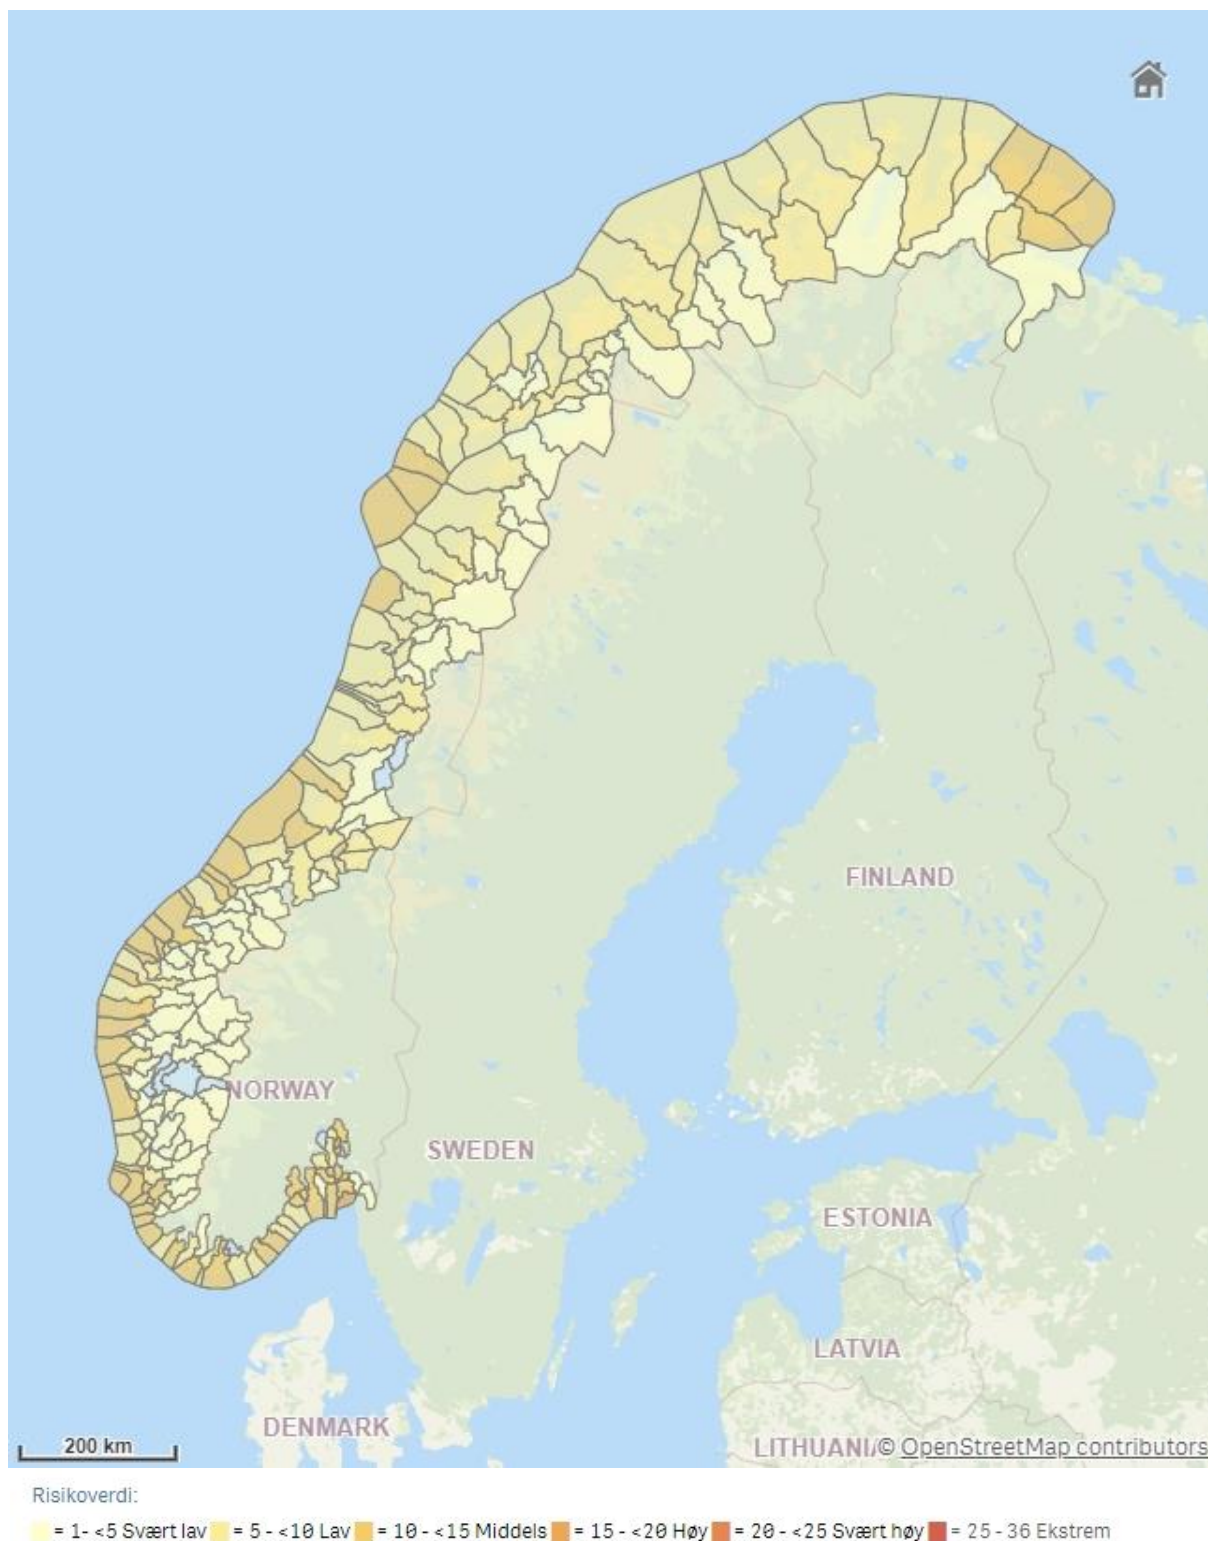 FINLAND
NORWAY
SWEDEN
ESTONIA
LATVIA
DENMARK
200 km
LITHUANIA© OpenStreetMap contributors
Risikoverdi:
= 1- <5 Svært lav = 5 - <10 Lav = 10 - <15 Middels = 15 - <20 Høy = 20 - <25 Svært høy = 25 - 36 Ekstrem